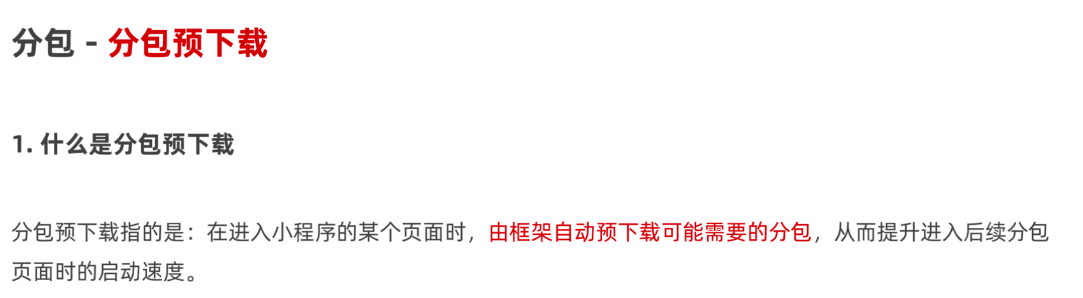 分包 - 分包预下载
1. 什么是分包预下载
分包预下载指的是：在进入小程序的某个页面时，由框架自动预下载可能需要的分包，从而提升进入后续分包
页面时的启动速度。